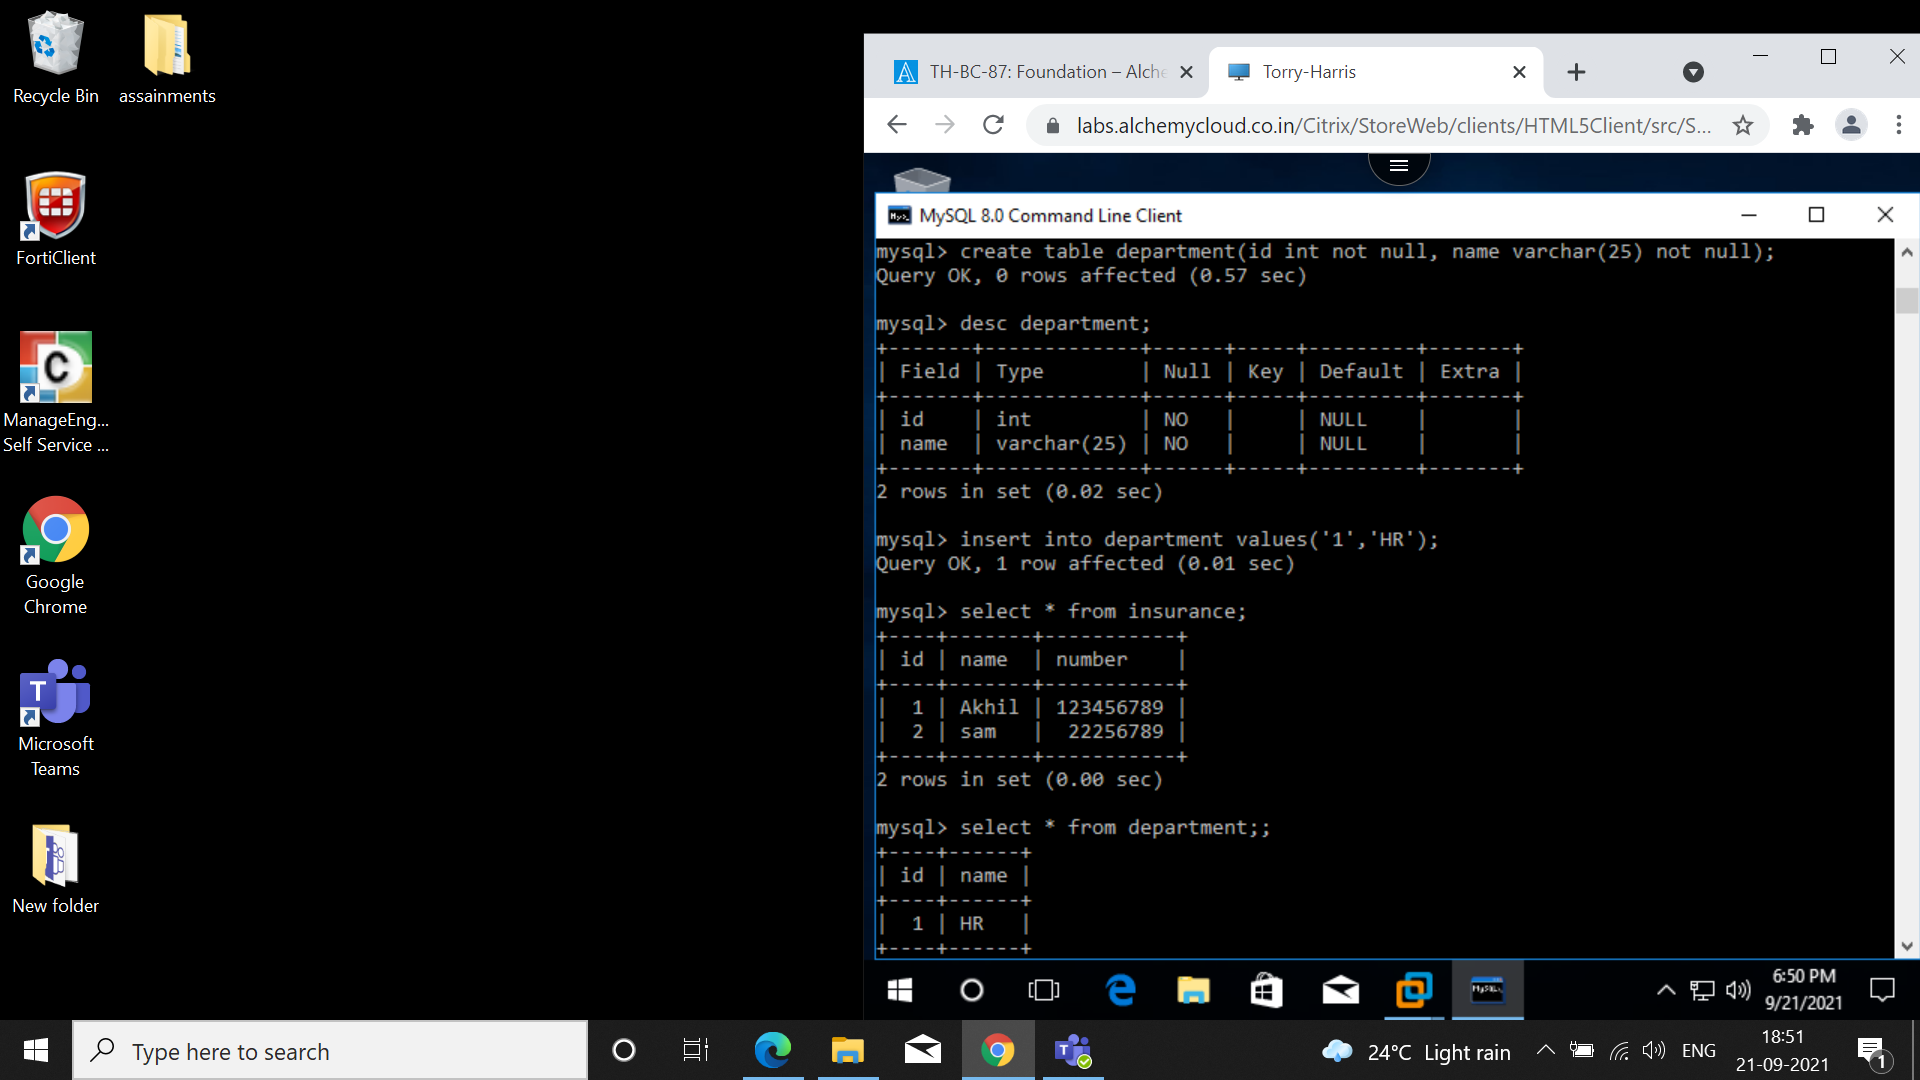 Recycle Bin
assainments
FortiClient
ManageEng...
Self Service ...
Google
Chrome
Microsoft
Teams
New folder
TH-BC-87: Foundation – Alche
Torry-Harris
labs.alchemycloud.co.in/Citrix/StoreWeb/clients/HTML5Client/src/S...
MySQL 8.0 Command Line Client
mysql> create table department(id int not null, name varchar(25) not null);
Query OK, 0 rows affected (0.57 sec)
mysql> desc department;
+-------+-------------+------+-----+---------+-------+
| Field | Type        | Null | Key | Default | Extra |
+-------+-------------+------+-----+---------+-------+
| id    | int         | NO   |     | NULL    |       |
| name  | varchar(25) | NO   |     | NULL    |       |
+-------+-------------+------+-----+---------+-------+
2 rows in set (0.02 sec)
mysql> insert into department values('1','HR');
Query OK, 1 row affected (0.01 sec)
mysql> select * from insurance;
+----+-------+-----------+
| id | name  | number    |
+----+-------+-----------+
|  1 | Akhil | 123456789 |
|  2 | sam   |  22256789 |
+----+-------+-----------+
2 rows in set (0.00 sec)
mysql> select * from department;;
+----+------+
| id | name |
+----+------+
|  1 | HR   |
+----+------+
6:50 PM
9/21/2021
Type here to search
24°C Light rain
ENG
18:51
21-09-2021
1